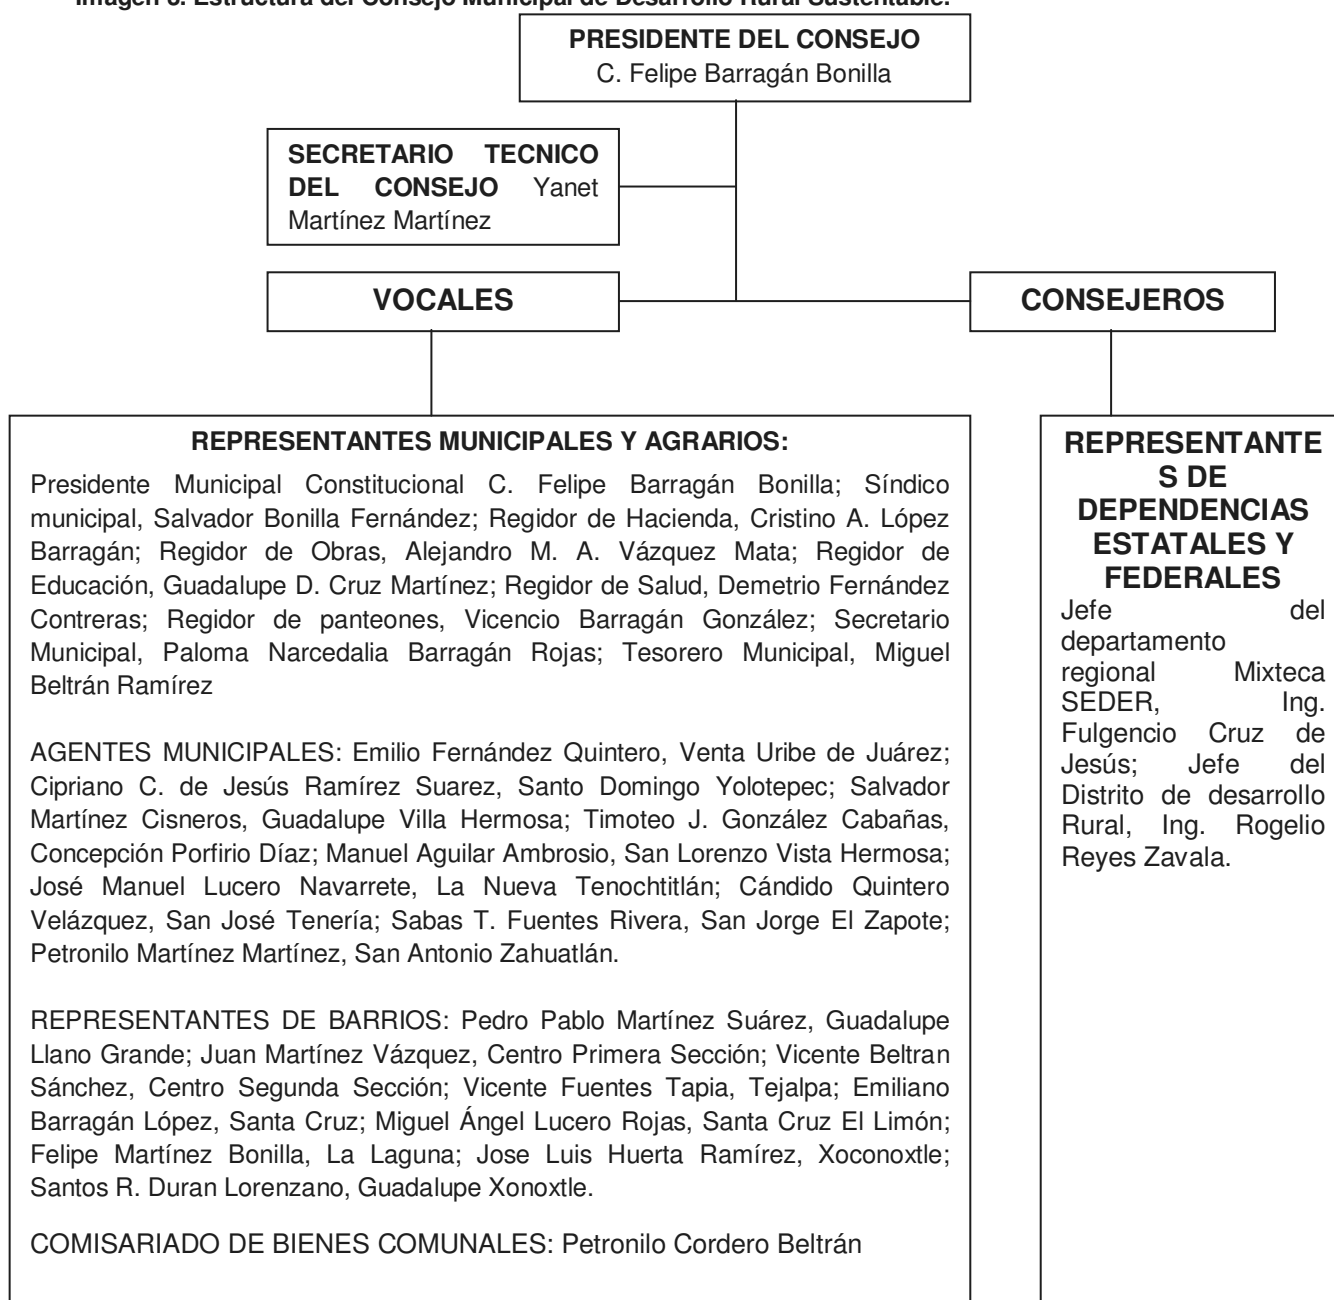 Imagen 6. Estructura del Consejo Municipal de Desarrollo Rural Sustentable.
PRESIDENTE DEL CONSEJO
C. Felipe Barragán Bonilla
SECRETARIO TECNICO
DEL CONSEJO Yanet
Martínez Martínez
VOCALES
CONSEJEROS
REPRESENTANTES MUNICIPALES Y AGRARIOS:
Presidente Municipal Constitucional C. Felipe Barragán Bonilla; Síndico
municipal, Salvador Bonilla Fernández; Regidor de Hacienda, Cristino A. López
Barragán; Regidor de Obras, Alejandro M. A. Vázquez Mata; Regidor de
Educación, Guadalupe D. Cruz Martínez; Regidor de Salud, Demetrio Fernández
Contreras; Regidor de panteones, Vicencio Barragán González; Secretario
Municipal, Paloma Narcedalia Barragán Rojas; Tesorero Municipal, Miguel
Beltrán Ramírez
AGENTES MUNICIPALES: Emilio Fernández Quintero, Venta Uribe de Juárez;
Cipriano C. de Jesús Ramírez Suarez, Santo Domingo Yolotepec; Salvador
Martínez Cisneros, Guadalupe Villa Hermosa; Timoteo J. González Cabañas,
Concepción Porfirio Díaz; Manuel Aguilar Ambrosio, San Lorenzo Vista Hermosa;
José Manuel Lucero Navarrete, La Nueva Tenochtitlán; Cándido Quintero
Velázquez, San José Tenería; Sabas T. Fuentes Rivera, San Jorge El Zapote;
Petronilo Martínez Martínez, San Antonio Zahuatlán.
REPRESENTANTES DE BARRIOS: Pedro Pablo Martínez Suárez, Guadalupe
Llano Grande; Juan Martínez Vázquez, Centro Primera Sección; Vicente Beltran
Sánchez, Centro Segunda Sección; Vicente Fuentes Tapia, Tejalpa; Emiliano
Barragán López, Santa Cruz; Miguel Ángel Lucero Rojas, Santa Cruz El Limón;
Felipe Martínez Bonilla, La Laguna; Jose Luis Huerta Ramírez, Xoconoxtle;
Santos R. Duran Lorenzano, Guadalupe Xonoxtle.
COMISARIADO DE BIENES COMUNALES: Petronilo Cordero Beltrán
REPRESENTANTE
S DE
DEPENDENCIAS
ESTATALES Y
FEDERALES
Jefe del
departamento
regional Mixteca
SEDER, Ing.
Fulgencio Cruz de
Jesús; Jefe del
Distrito de desarrollo
Rural, Ing. Rogelio
Reyes Zavala.